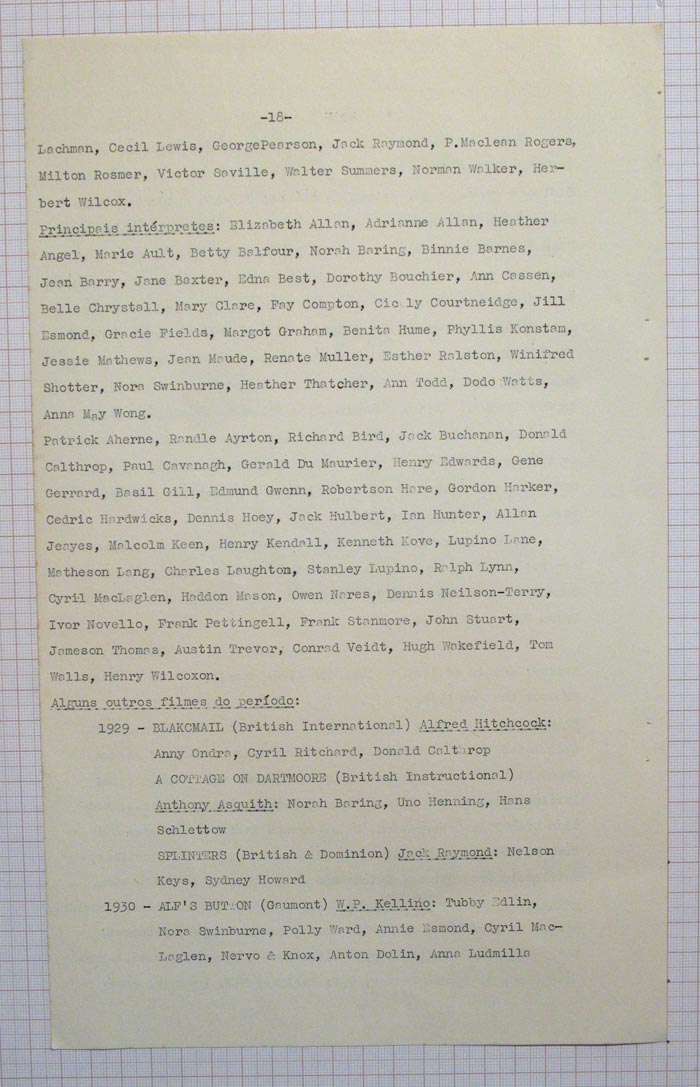 -18-
Lachman, Cecil Lewis, GeorgePearson, Jack Raymond, P.Maclean Rogers,
Milton Rosmer, Victor Saville, Walter Summers, Norman Walker, Her-
bert Wilcox.
Principais intérpretes: Elizabeth Allan, Adrianne Allan, Heather
Angel, Marie Ault, Betty Balfour, Norah Baring, Binnie Barnes,
Jean Barry, Jane Baxter, Edna Best, Dorothy Bouchier, Ann Cassen,
Belle Chrystall, Mary Clare, Fay Compton, Cicely Courtneidge, Jill
Esmond, Gracie Fields, Margot Graham, Benita Hume, Phyllis Konstam,
Jessie Mathews, Jean Maude, Renate Muller, Esther Ralston, Winifred
Shotter, Nora Swinburne, Heather Thatcher, Ann Todd, Dodo Watts,
Anna May Wong.
Patrick Aherne, Randle Ayrton, Richard Bird, Jack Buchanan, Donald
Calthrop, Paul Cavanagh, Gerald Du Maurier, Henry Edwards, Gene
Gerrard, Basil Gill, Edmund Gwenn, Robertson Hare, Gordon Harker,
Cedric Hardwicks, Dennis Hoey, Jack Hulbert, Ian Hunter, Allan
Jeayes, Malcolm Keen, Henry Kendall, Kenneth Kove, Lupino Lane,
Matheson Lang, Charles Laughton, Stanley Lupino, Ralph Lynn,
Cyril MacLaglen, Haddon Mason, Owen Nares, Dennis Neilson-Terry,
Ivor Novello, Frank Pettingell, Frank Stanmore, John Stuart,
Jameson Thomas, Austin Trevor, Conrad Veidt, Hugh Wakefield, Tom
Walls, Henry Wilcoxon.
Alguns outros filmes do período:
1929 - BLAKCMAIL (British International) Alfred Hitchcock:
Anny Ondra, Cyril Ritchard, Donald Calthrop
A COTTAGE ON DARTMOORE (British Instructional)
Anthony Asquith: Norah Baring, Uno Henning, Hans
Schlettow
SPLINTERS (British & Dominion) Jack Raymond: Nelson
Keys, Sydney Howard
1930 - ALF'S BUTTON (Gaumont) W.P. Kellino: Tubby Edlin,
Nora Swinburne, Polly Ward, Annie Esmond, Cyril Mac-
Laglen, Nervo & Knox, Anton Dolin, Anna Ludmilla